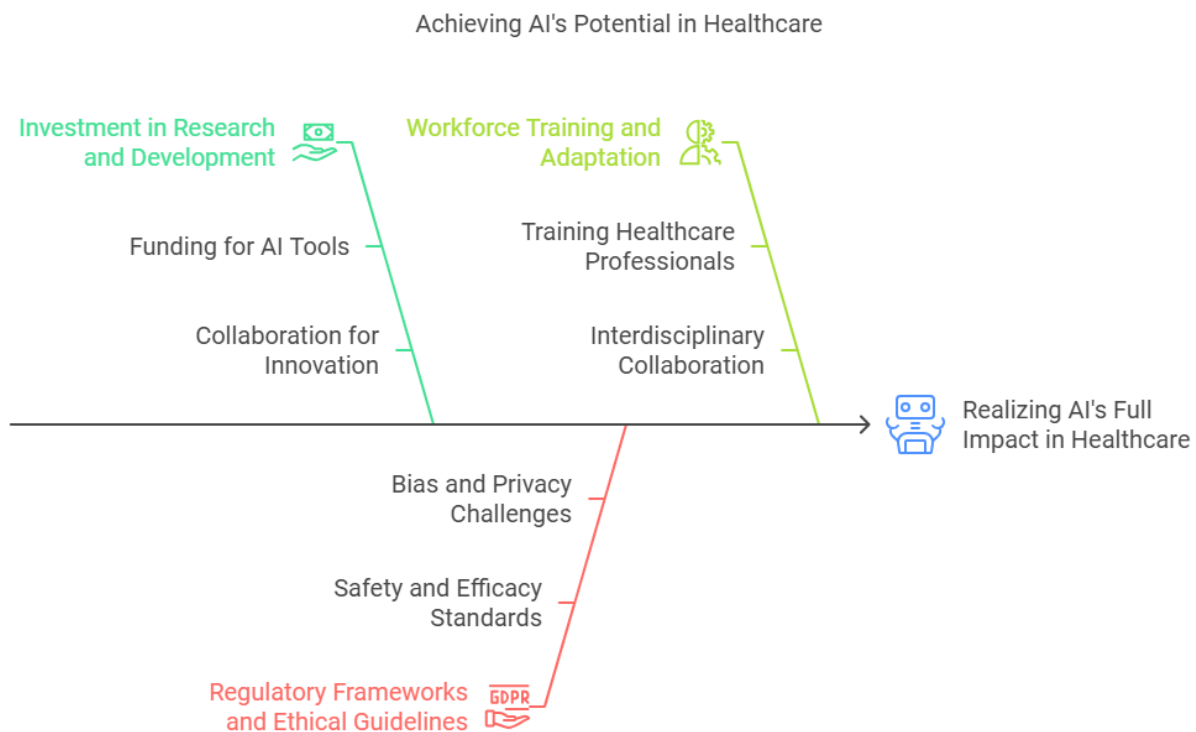 Achieving AI's Potential in Healthcare
Investment in Research
and Development
Workforce Training and
Adaptation
Funding for AI Tools
Training Healthcare
Professionals
Collaboration for
Innovation
Interdisciplinary
Collaboration
Realizing AI's Full
Impact in Healthcare
Bias and Privacy
Challenges
Safety and Efficacy
Standards
Regulatory Frameworks
and Ethical Guidelines
GDPR